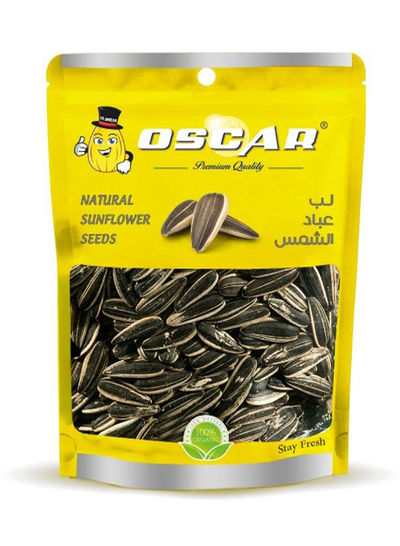 OSCAR®
Premium Quality
NATURAL
SUNFLOWER
SEEDS
لب
عباد
الشمس
100%
ORGANIC
Stay Fresh